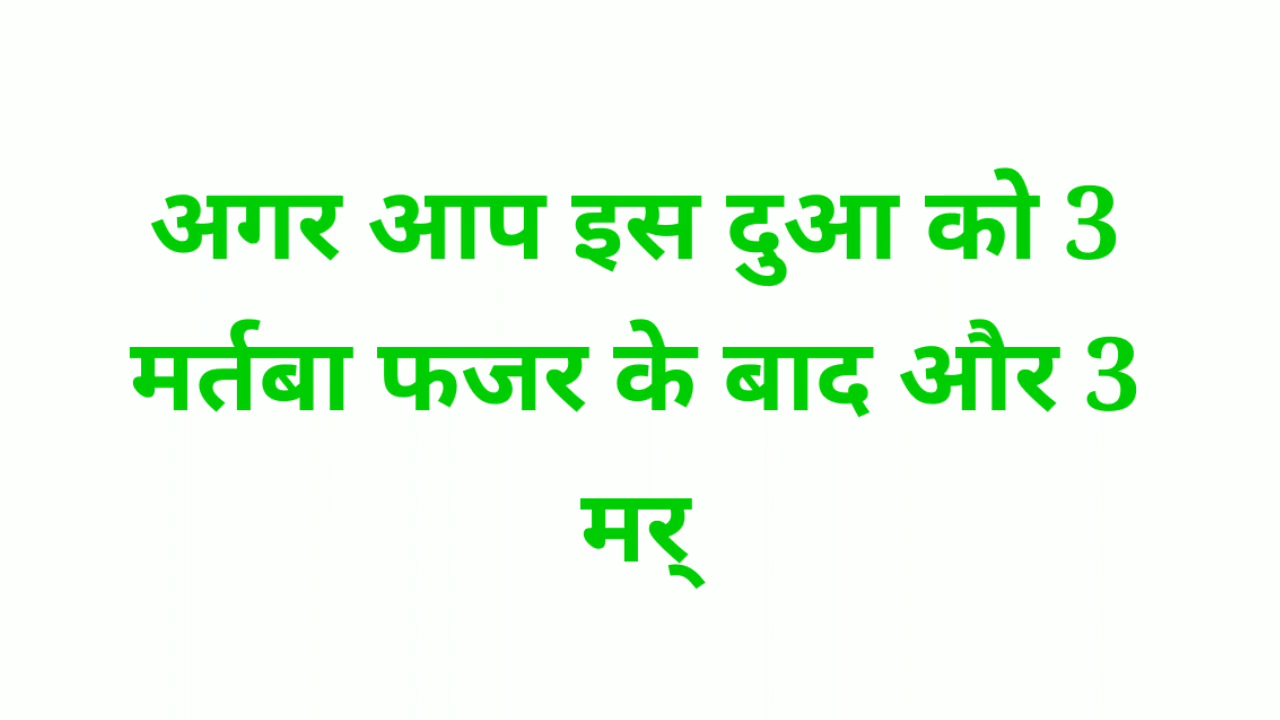 अगर आप इस दुआ को 3
मर्तबा फजर के बाद और 3
मर्